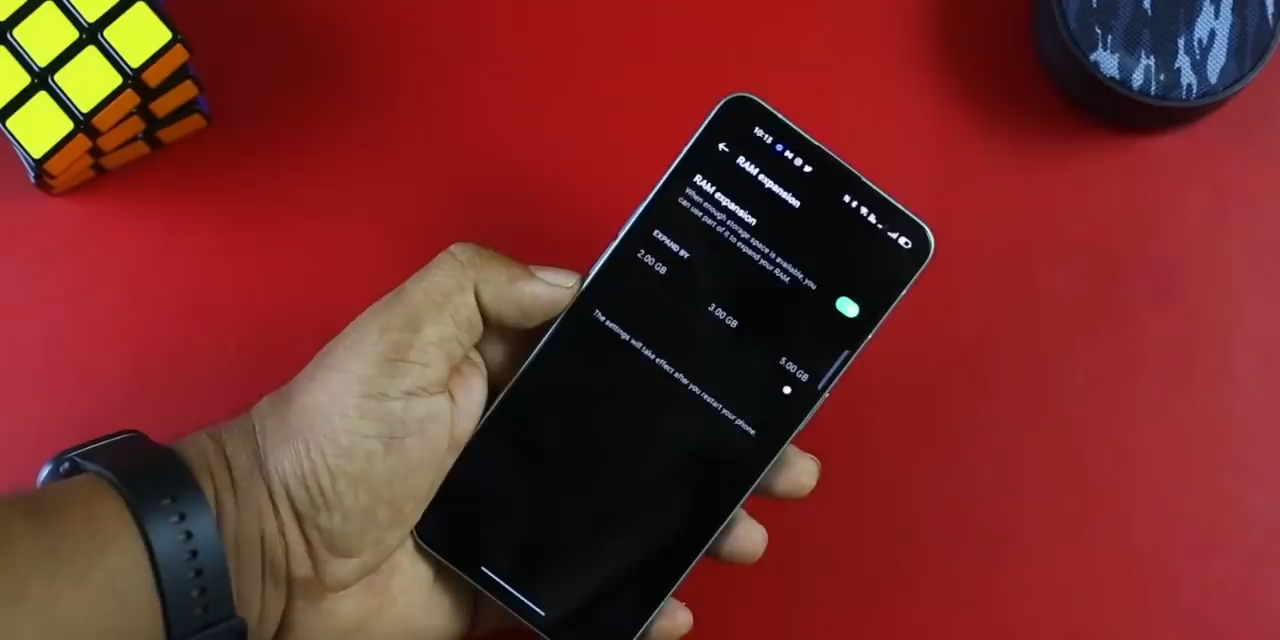 10:13
RAM expansion
RAM expansion
When enough storage space is available, you
can use part of it to expand your RAM.
EXPAND BY
2.00 GB
3.00 GB
5.00 GB
The settings will take effect after you restart your phone.